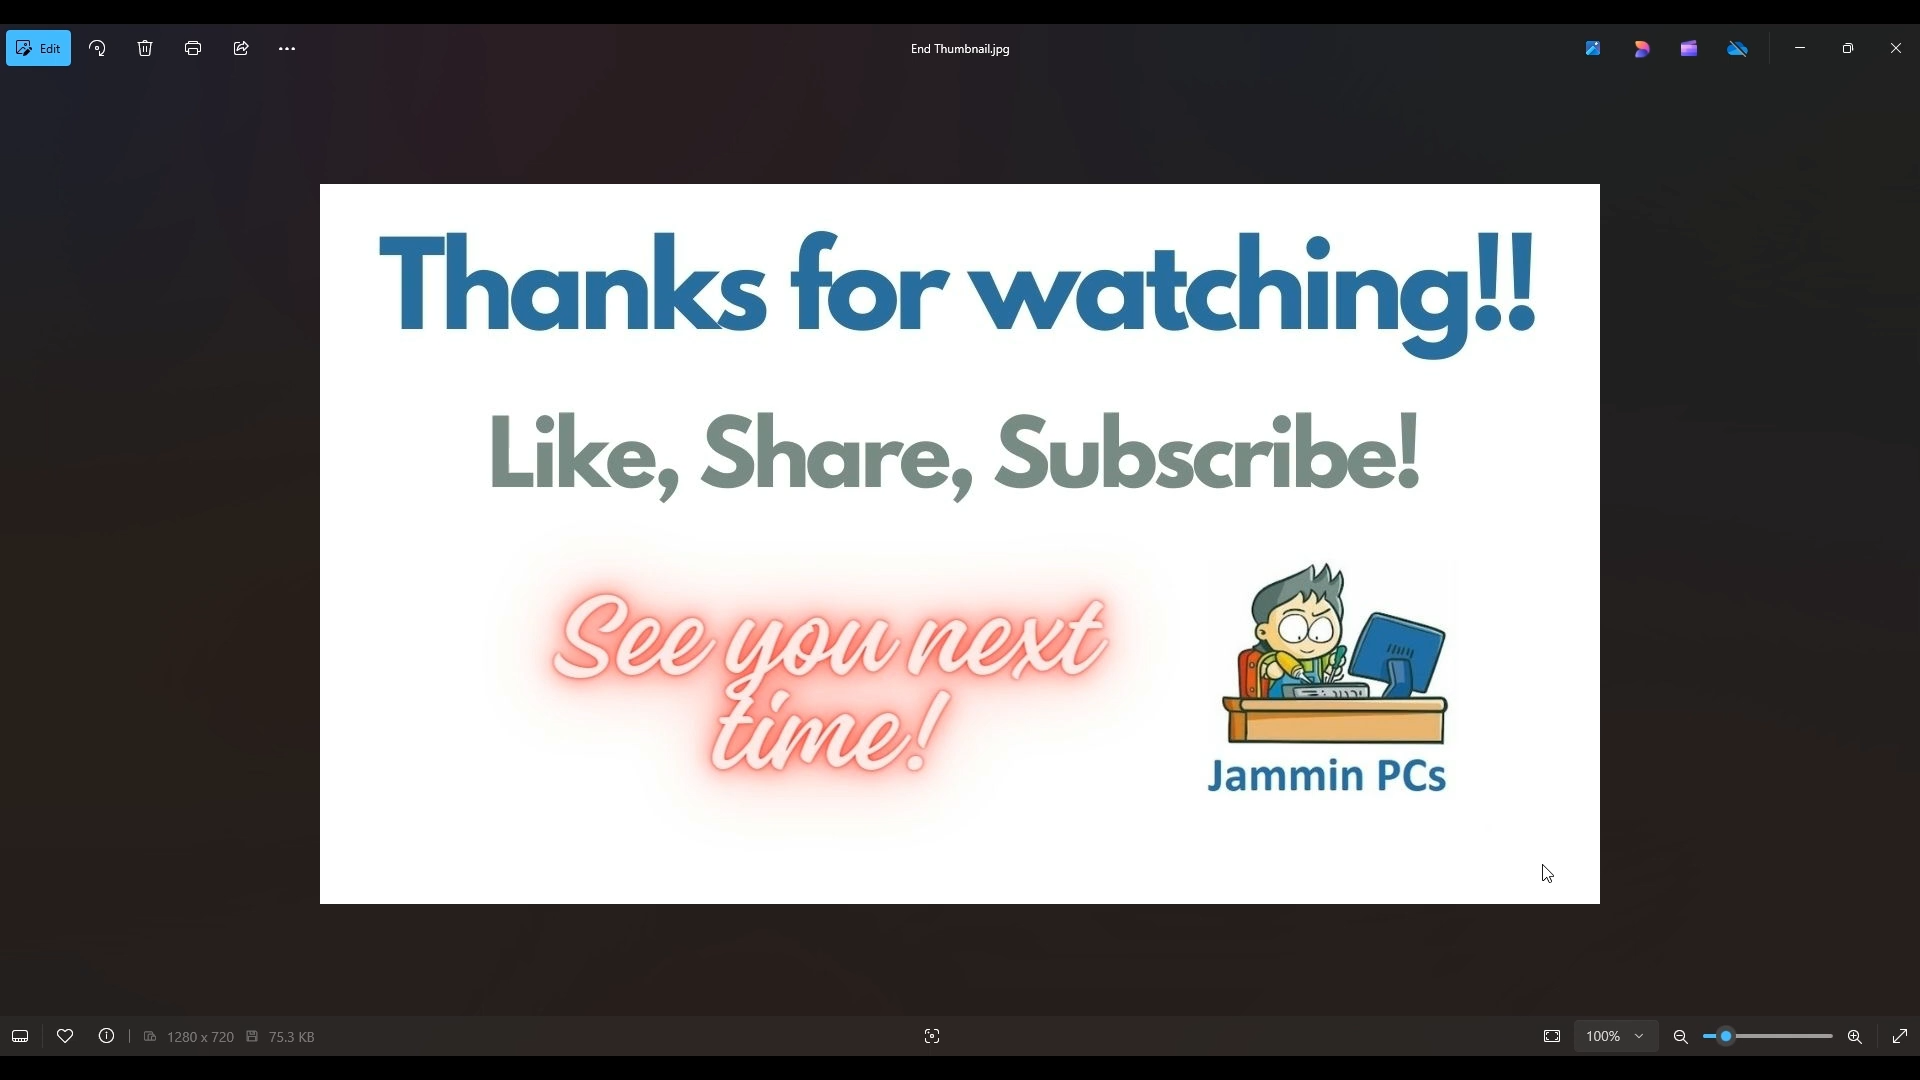 Edit
End Thumbnail.jpg
Thanks for watching!!
Like, Share, Subscribe!
See you next
time!
Jammin PCs
1280 x 720
75.3 KB
100%